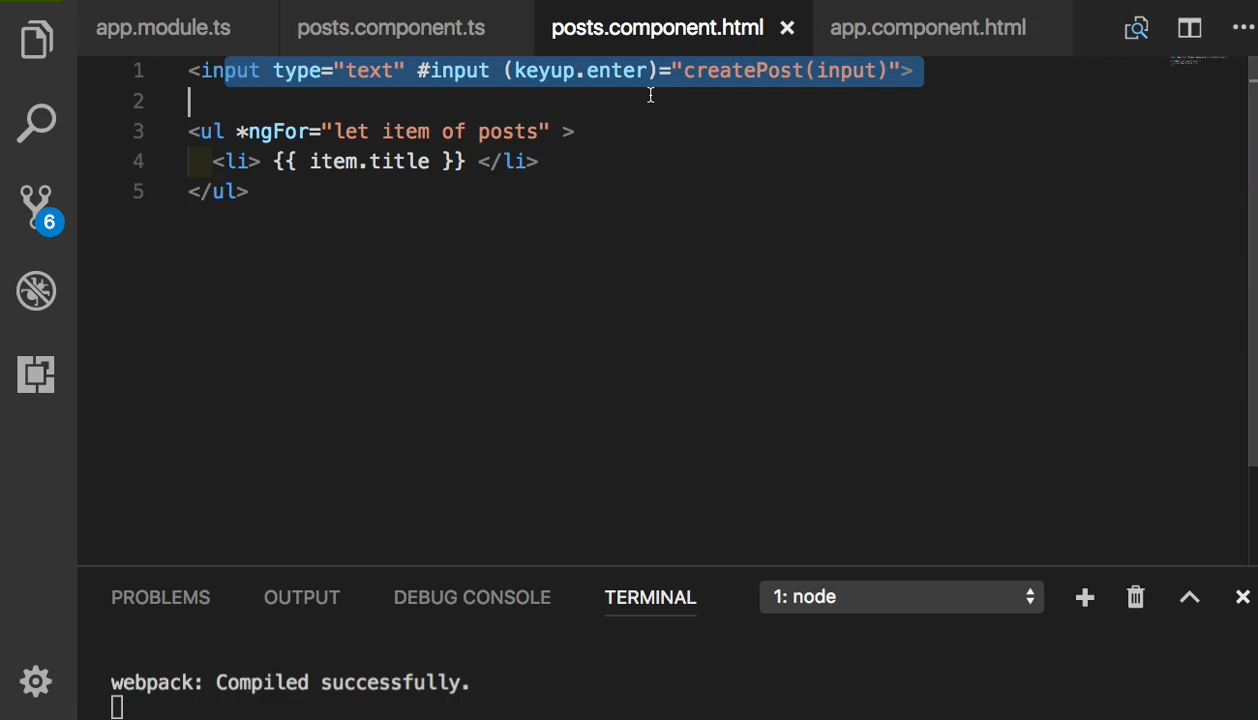 app.module.ts posts.component.ts posts.component.html app.component.html
1 <input type="text" #input (keyup.enter)="createPost(input)">
2
3 <ul *ngFor="let item of posts" >
4 <li> {{ item.title }} </li>
5 </ul>
6
PROBLEMS OUTPUT DEBUG CONSOLE TERMINAL 1: node
webpack: Compiled successfully.